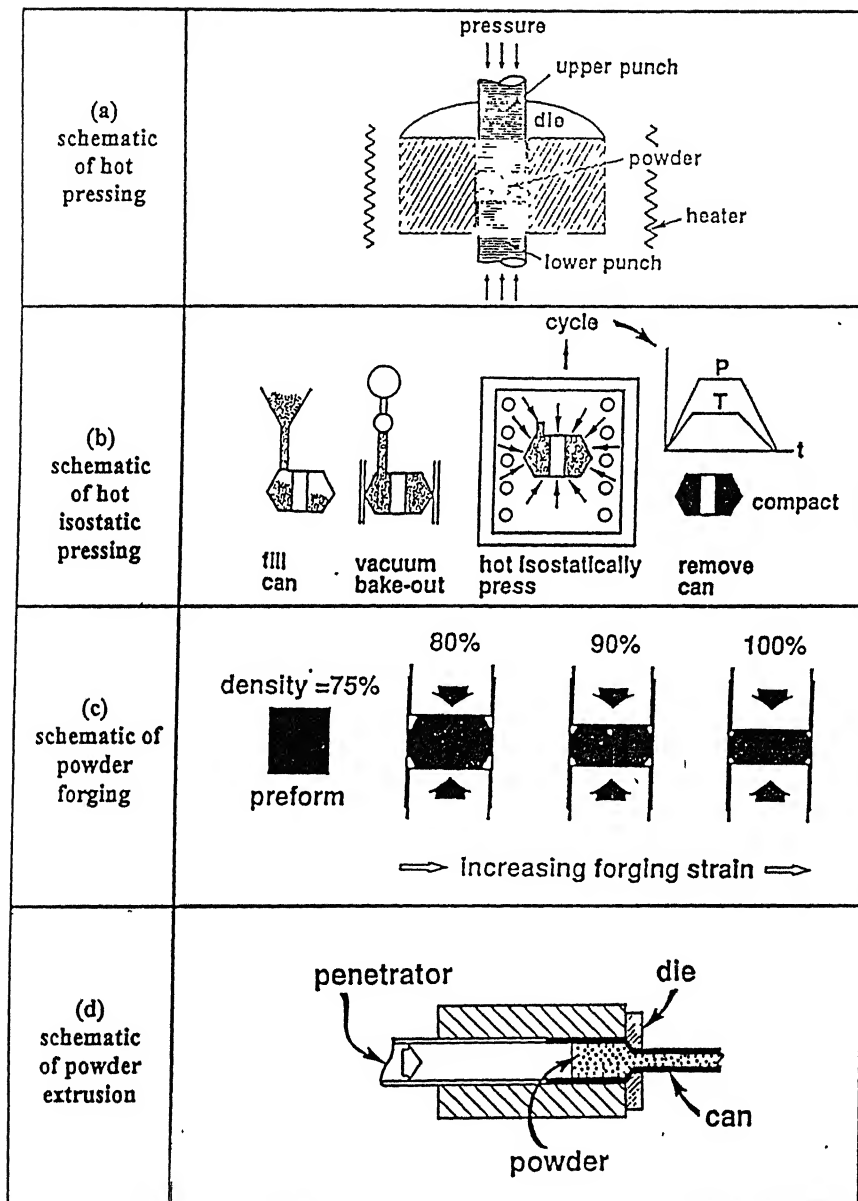 (a)
schematic
of hot
pressing
pressure
upper punch
die
powder
heater
lower punch
(b)
schematic
of hot
isostatic
pressing
cycle
P
T
t
compact
fill
can
vacuum
bake-out
hot isostatically
press
remove
can
(c)
schematic of
powder
forging
80%
90%
100%
density =75%
preform
increasing forging strain
(d)
schematic
of powder
extrusion
penetrator
die
can
powder